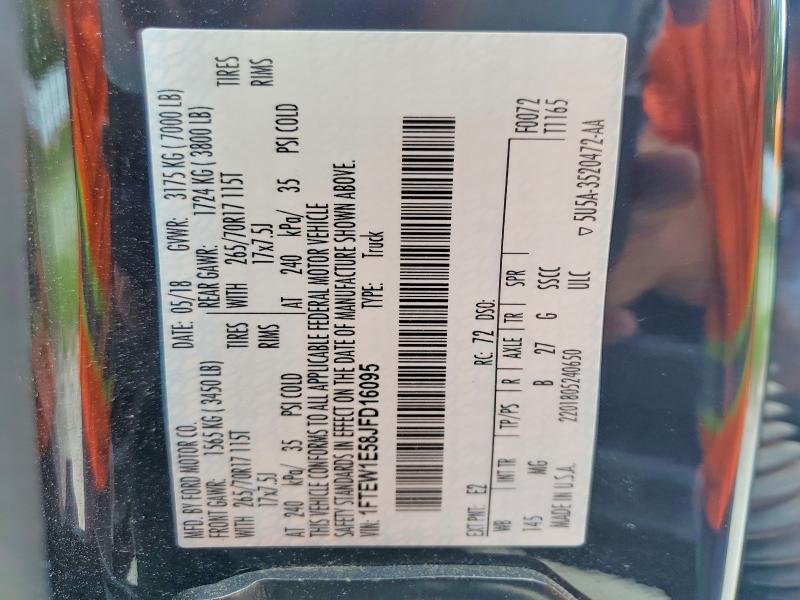 MFD. BY FORD MOTOR CO. DATE: 05/18 GVWR: 3175 KG (7000 LB)
FRONT GAWR: 1565 KG (3450 LB) REAR GAWR: 1724 KG (3800 LB)
WITH 265/70R17 115T TIRES WITH 265/70R17 115T TIRES
17x7.5J RIMS 17x7.5J RIMS
AT 240 kPa/ 35 PSI COLD AT 240 kPa/ 35 PSI COLD
THIS VEHICLE CONFORMS TO ALL APPLICABLE FEDERAL MOTOR VEHICLE
SAFETY STANDARDS IN EFFECT ON THE DATE OF MANUFACTURE SHOWN ABOVE.
VIN: 1FTEW1E58JFD16095 TYPE: Truck
EXT PNT: E2 RC: 72 DSO:
WB INT TR TP/PS R AXLE TR SPR F0072
145 MG B 27 G SSCC TT165
MADE IN U.S.A. 2201805240650 ULC ▽ 5U5A-3520472-AA